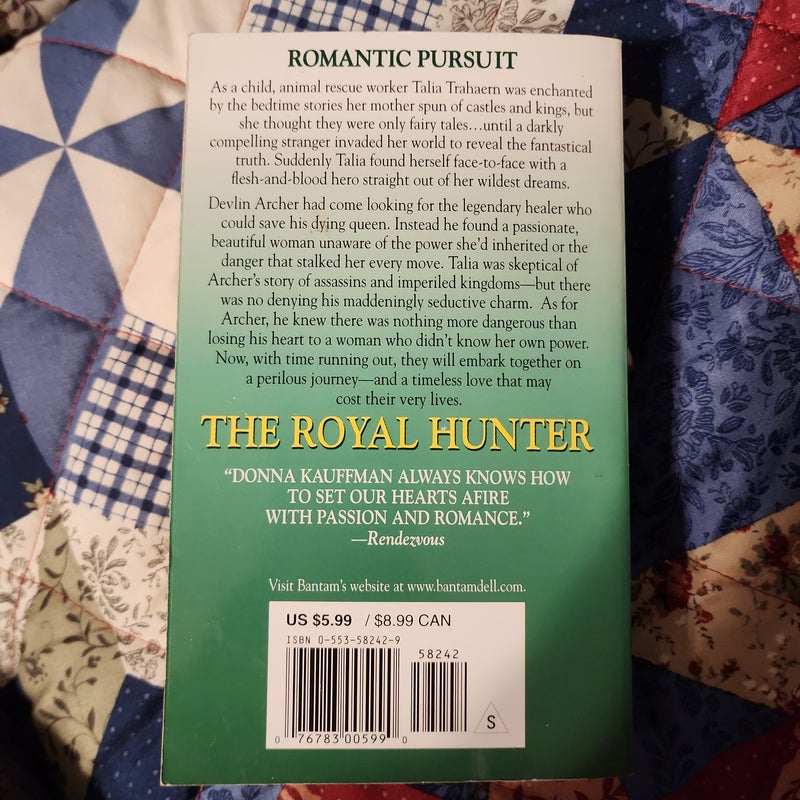 ROMANTIC PURSUIT
As a child, animal rescue worker Talia Trahaern was enchanted
by the bedtime stories her mother spun of castles and kings, but
she thought they were only fairy tales...until a darkly
compelling stranger invaded her world to reveal the fantastical
truth. Suddenly Talia found herself face-to-face with a
flesh-and-blood hero straight out of her wildest dreams.
Devlin Archer had come looking for the legendary healer who
could save his dying queen. Instead he found a passionate,
beautiful woman unaware of the power she'd inherited or the
danger that stalked her every move. Talia was skeptical of
Archer's story of assassins and imperiled kingdoms—but there
was no denying his maddeningly seductive charm. As for
Archer, he knew there was nothing more dangerous than
losing his heart to a woman who didn't know her own power.
Now, with time running out, they will embark together on
a perilous journey—and a timeless love that may
cost their very lives.
THE ROYAL HUNTER
"DONNA KAUFFMAN ALWAYS KNOWS HOW
TO SET OUR HEARTS AFIRE
WITH PASSION AND ROMANCE."
—Rendezvous
Visit Bantam's website at www.bantamdell.com.
US $5.99 / $8.99 CAN
ISBN 0-553-58242-9
58242
S
0 76783 00599 0